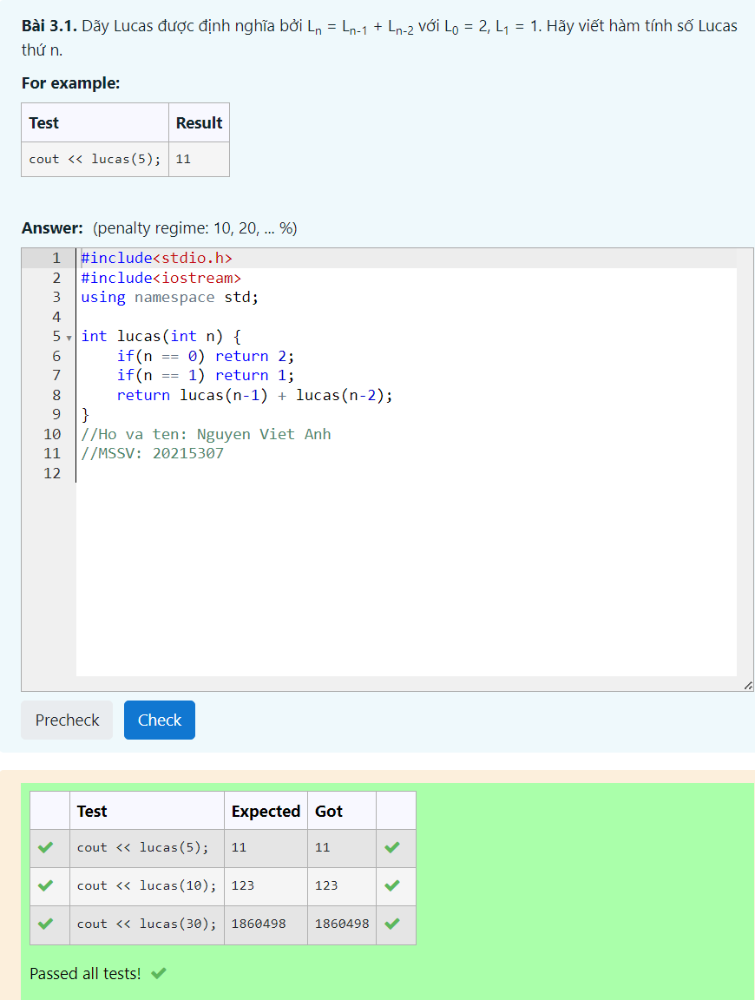 Bài 3.1. Dãy Lucas được định nghĩa bởi Ln = Ln-1 + Ln-2 với L0 = 2, L1 = 1. Hãy viết hàm tính số Lucas
thứ n.
For example:
Test Result
cout << lucas(5); 11
Answer: (penalty regime: 10, 20, ... %)
1 #include<stdio.h>
2 #include<iostream>
3 using namespace std;
4
5 int lucas(int n) {
6     if(n == 0) return 2;
7     if(n == 1) return 1;
8     return lucas(n-1) + lucas(n-2);
9 }
10 //Ho va ten: Nguyen Viet Anh
11 //MSSV: 20215307
12
Precheck Check
Test Expected Got
cout << lucas(5); 11 11
cout << lucas(10); 123 123
cout << lucas(30); 1860498 1860498
Passed all tests!